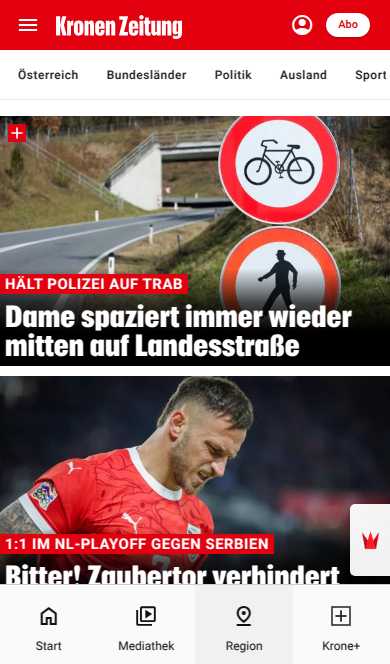 Kronen Zeitung
Abo
Österreich Bundesländer Politik Ausland Sport
HÄLT POLIZEI AUF TRAB
Dame spaziert immer wieder
mitten auf Landesstraße
1:1 IM NL-PLAYOFF GEGEN SERBIEN
Bitter! Zaubertor verhindert
Start Mediathek Region Krone+